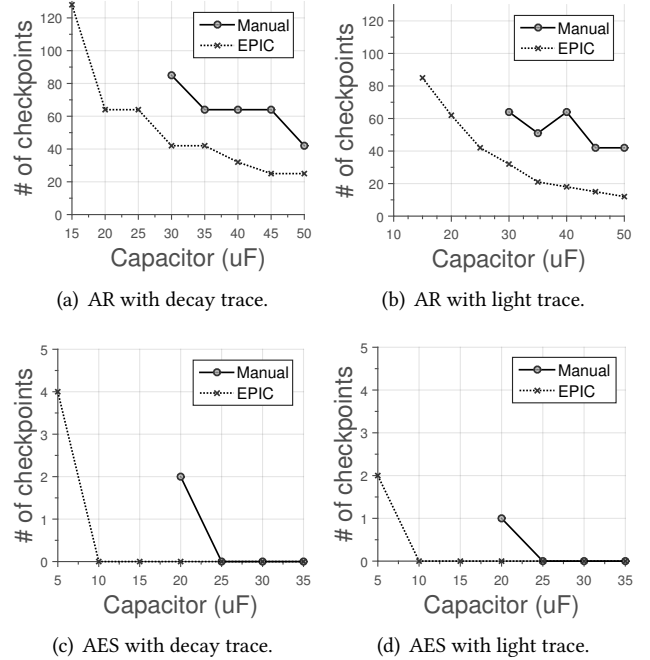 # of checkpoints
120
100
80
60
40
20
0
15 20 25 30 35 40 45 50
Capacitor (uF)
Manual
EPIC
(a) AR with decay trace.
# of checkpoints
120
100
80
60
40
20
0
10 20 30 40 50
Capacitor (uF)
Manual
EPIC
(b) AR with light trace.
# of checkpoints
5
4
3
2
1
0
5 10 15 20 25 30 35
Capacitor (uF)
Manual
EPIC
(c) AES with decay trace.
# of checkpoints
5
4
3
2
1
0
5 10 15 20 25 30 35
Capacitor (uF)
Manual
EPIC
(d) AES with light trace.